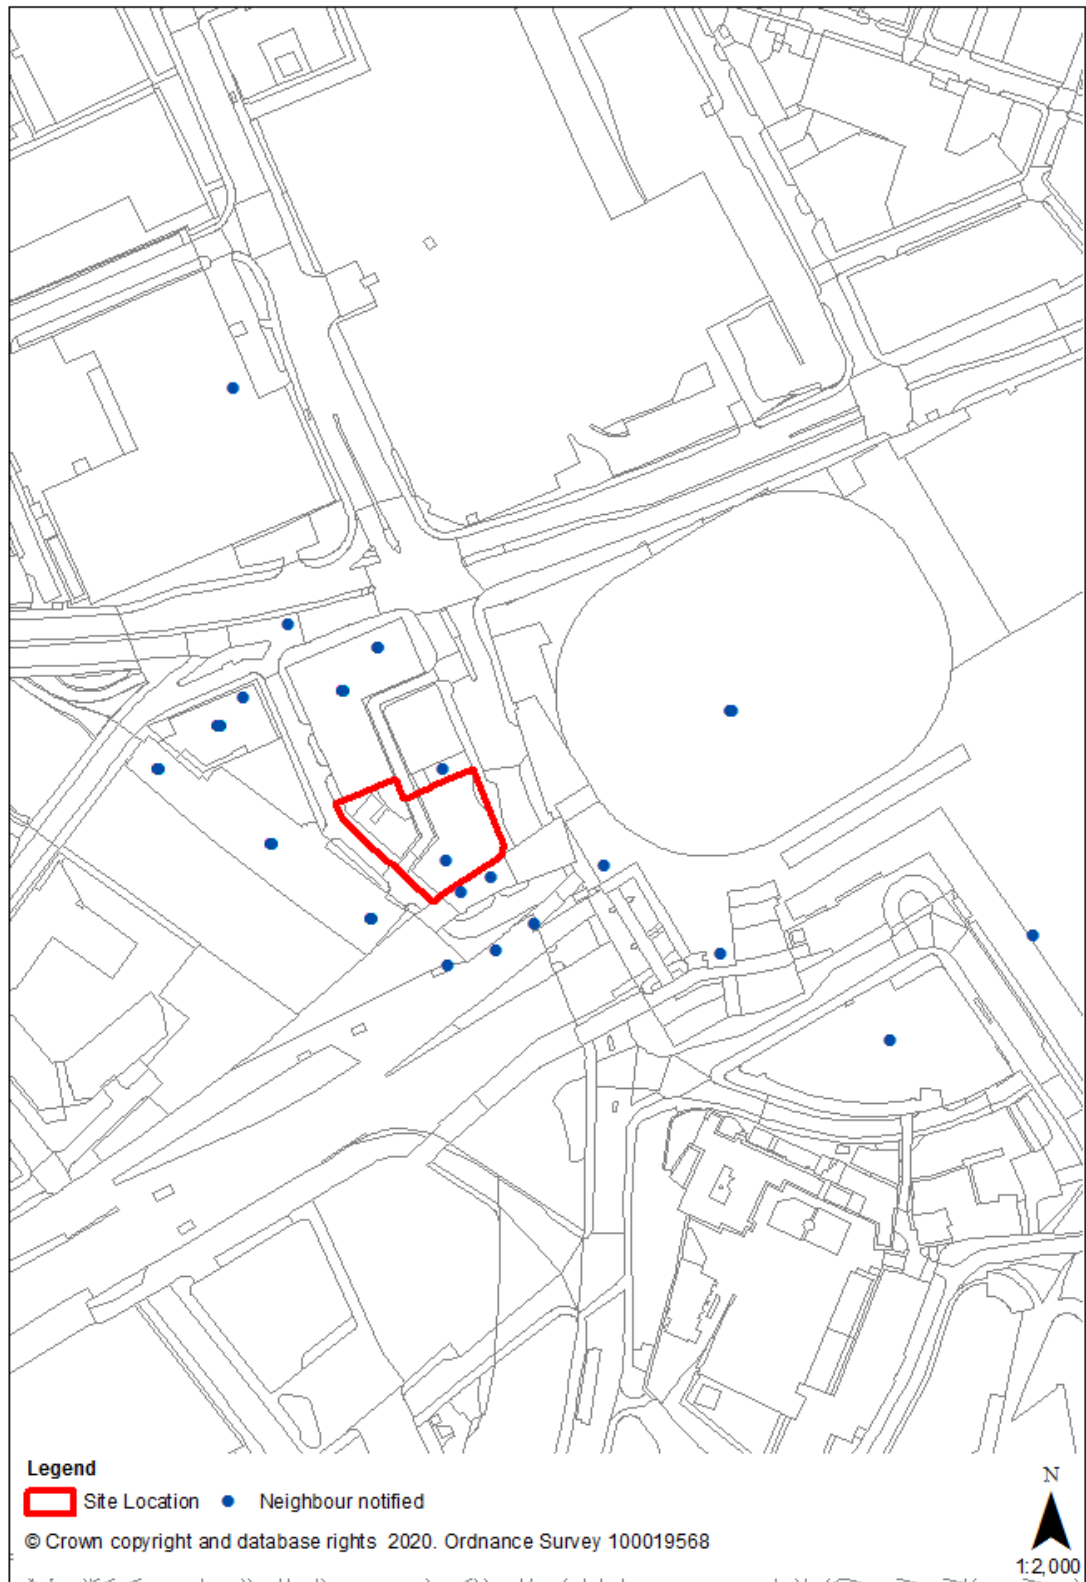 Legend
Site Location
Neighbour notified
© Crown copyright and database rights 2020. Ordnance Survey 100019568
N
1:2,000